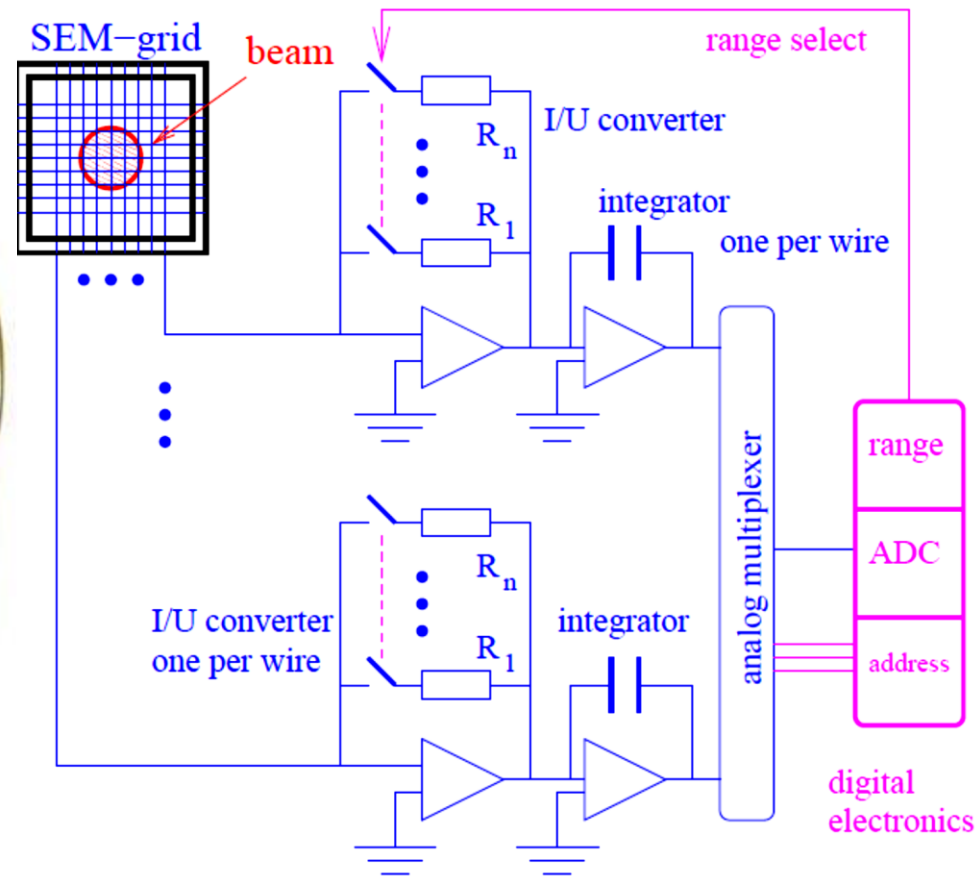 SEM−grid
beam
range select
I/U converter
Rn
R1
integrator
one per wire
analog multiplexer
range
ADC
address
I/U converter
one per wire
Rn
R1
integrator
digital
electronics